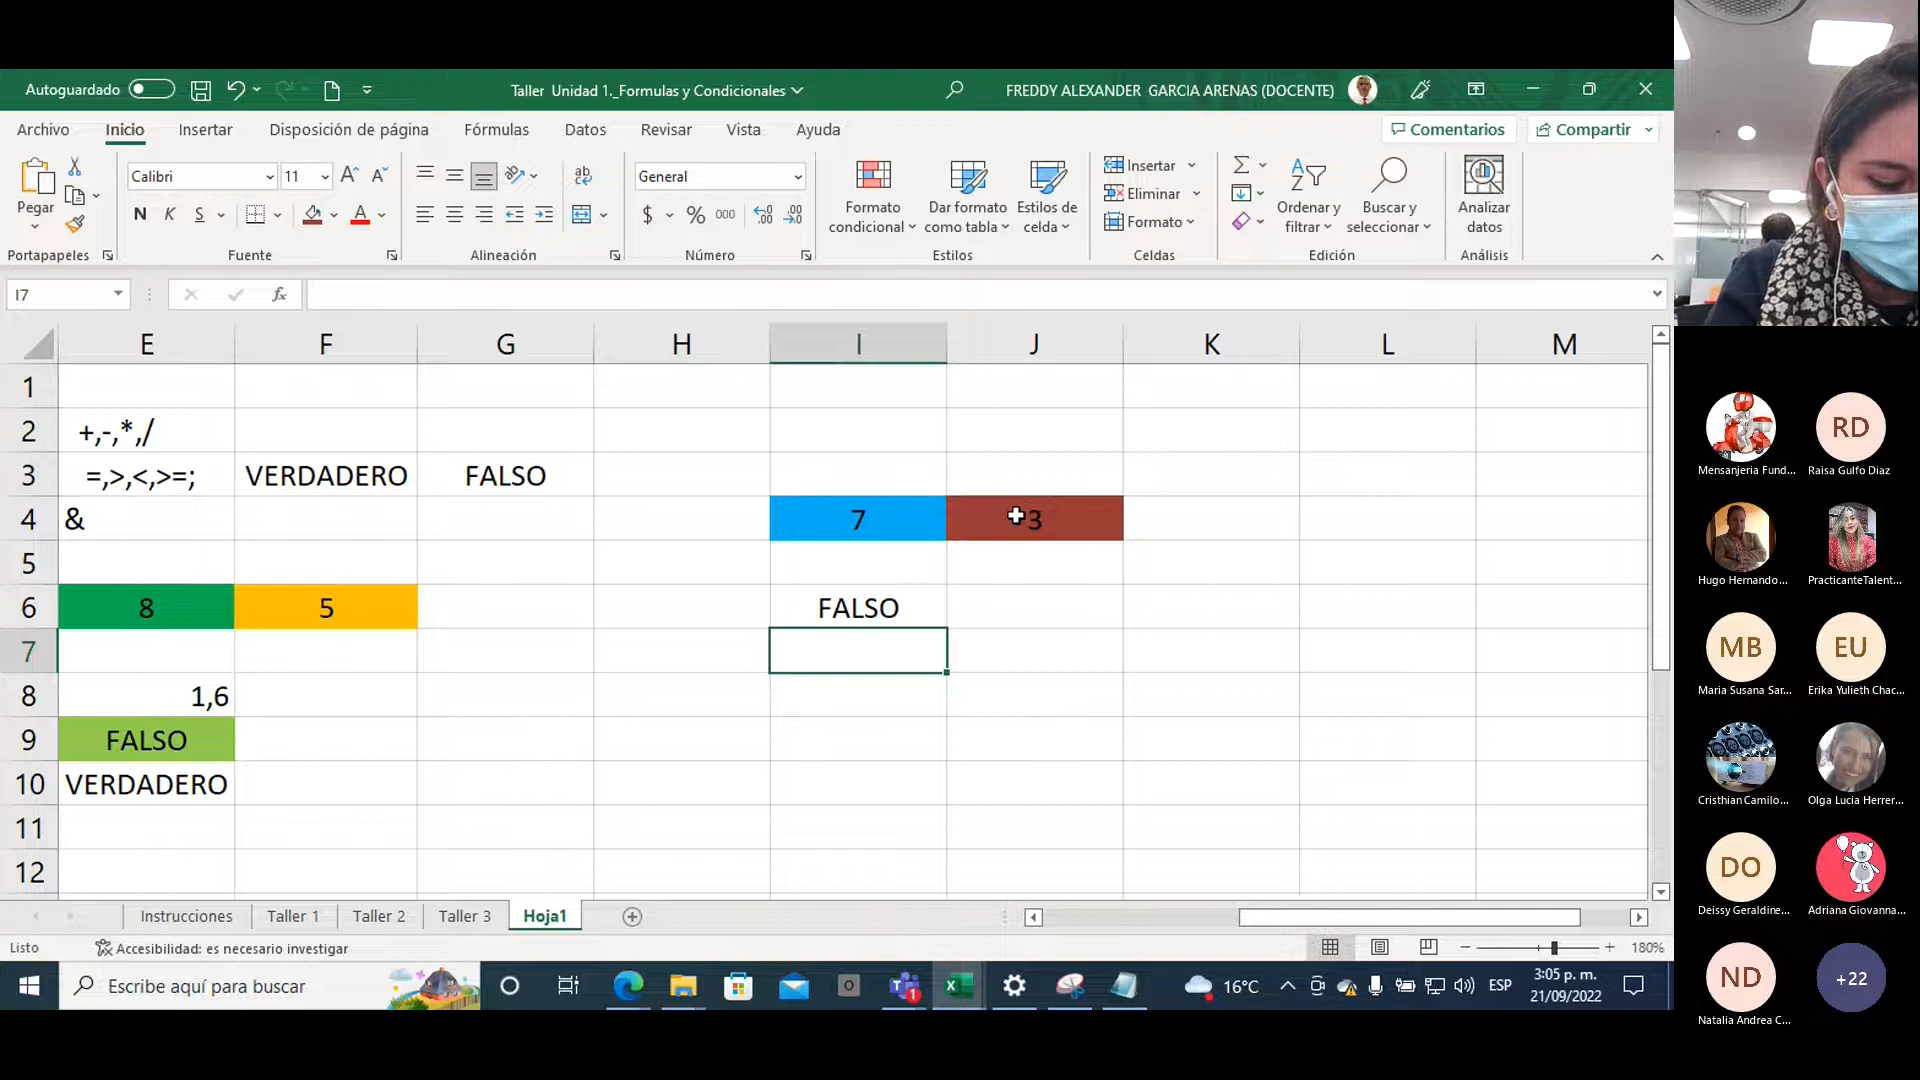 Autoguardado
Taller Unidad 1._Formulas y Condicionales
FREDDY ALEXANDER GARCIA ARENAS (DOCENTE)
Archivo Inicio Insertar Disposición de página Fórmulas Datos Revisar Vista Ayuda Comentarios Compartir
Pegar
Portapapeles
Calibri 11
N K S
Fuente
Alineación
General
$ % 000
Número
Formato condicional
Dar formato como tabla
Estilos de celda
Estilos
Insertar
Eliminar
Formato
Celdas
Ordenar y filtrar
Buscar y seleccionar
Edición
Analizar datos
Análisis
I7
fx
E F G H I J K L M
1
2 +,-,*,/
3 =,>,<,>=; VERDADERO FALSO
4 & 7 3
5
6 8 5 FALSO
7
8 1,6
9 FALSO
10 VERDADERO
11
12
Instrucciones Taller 1 Taller 2 Taller 3 Hoja1
Listo Accesibilidad: es necesario investigar 180%
Escribe aquí para buscar
16°C ESP
3:05 p. m.
21/09/2022
Mensanjeria Fund...
RD
Raisa Gulfo Diaz
Hugo Hernando...
PracticanteTalent...
MB
Maria Susana Sar...
EU
Erika Yulieth Chac...
Cristhian Camilo...
Olga Lucia Herrer...
DO
Deissy Geraldine...
Adriana Giovanna...
ND
Natalia Andrea C...
+22